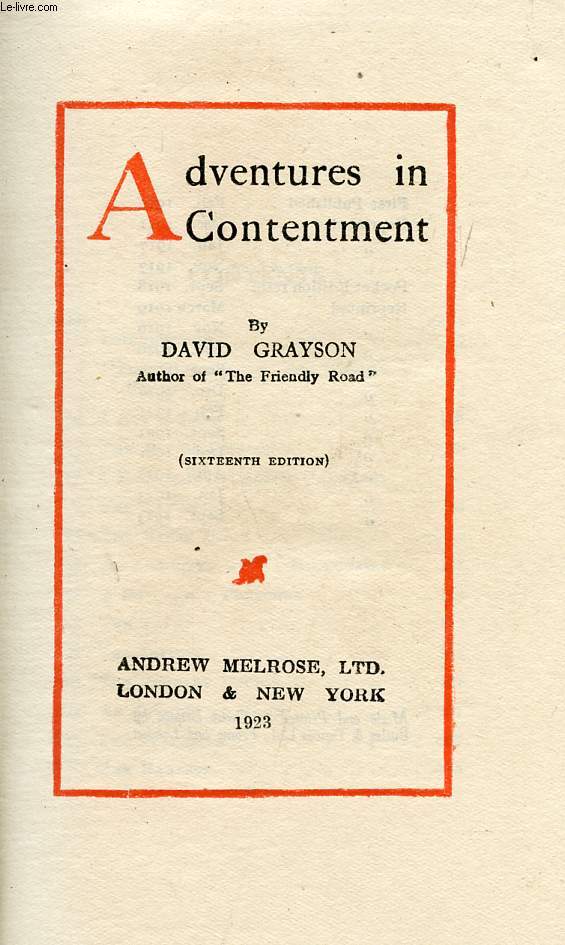 Le-livre.com
Adventures in
Contentment
By
DAVID GRAYSON
Author of "The Friendly Road"
(SIXTEENTH EDITION)
ANDREW MELROSE, LTD.
LONDON & NEW YORK
1923